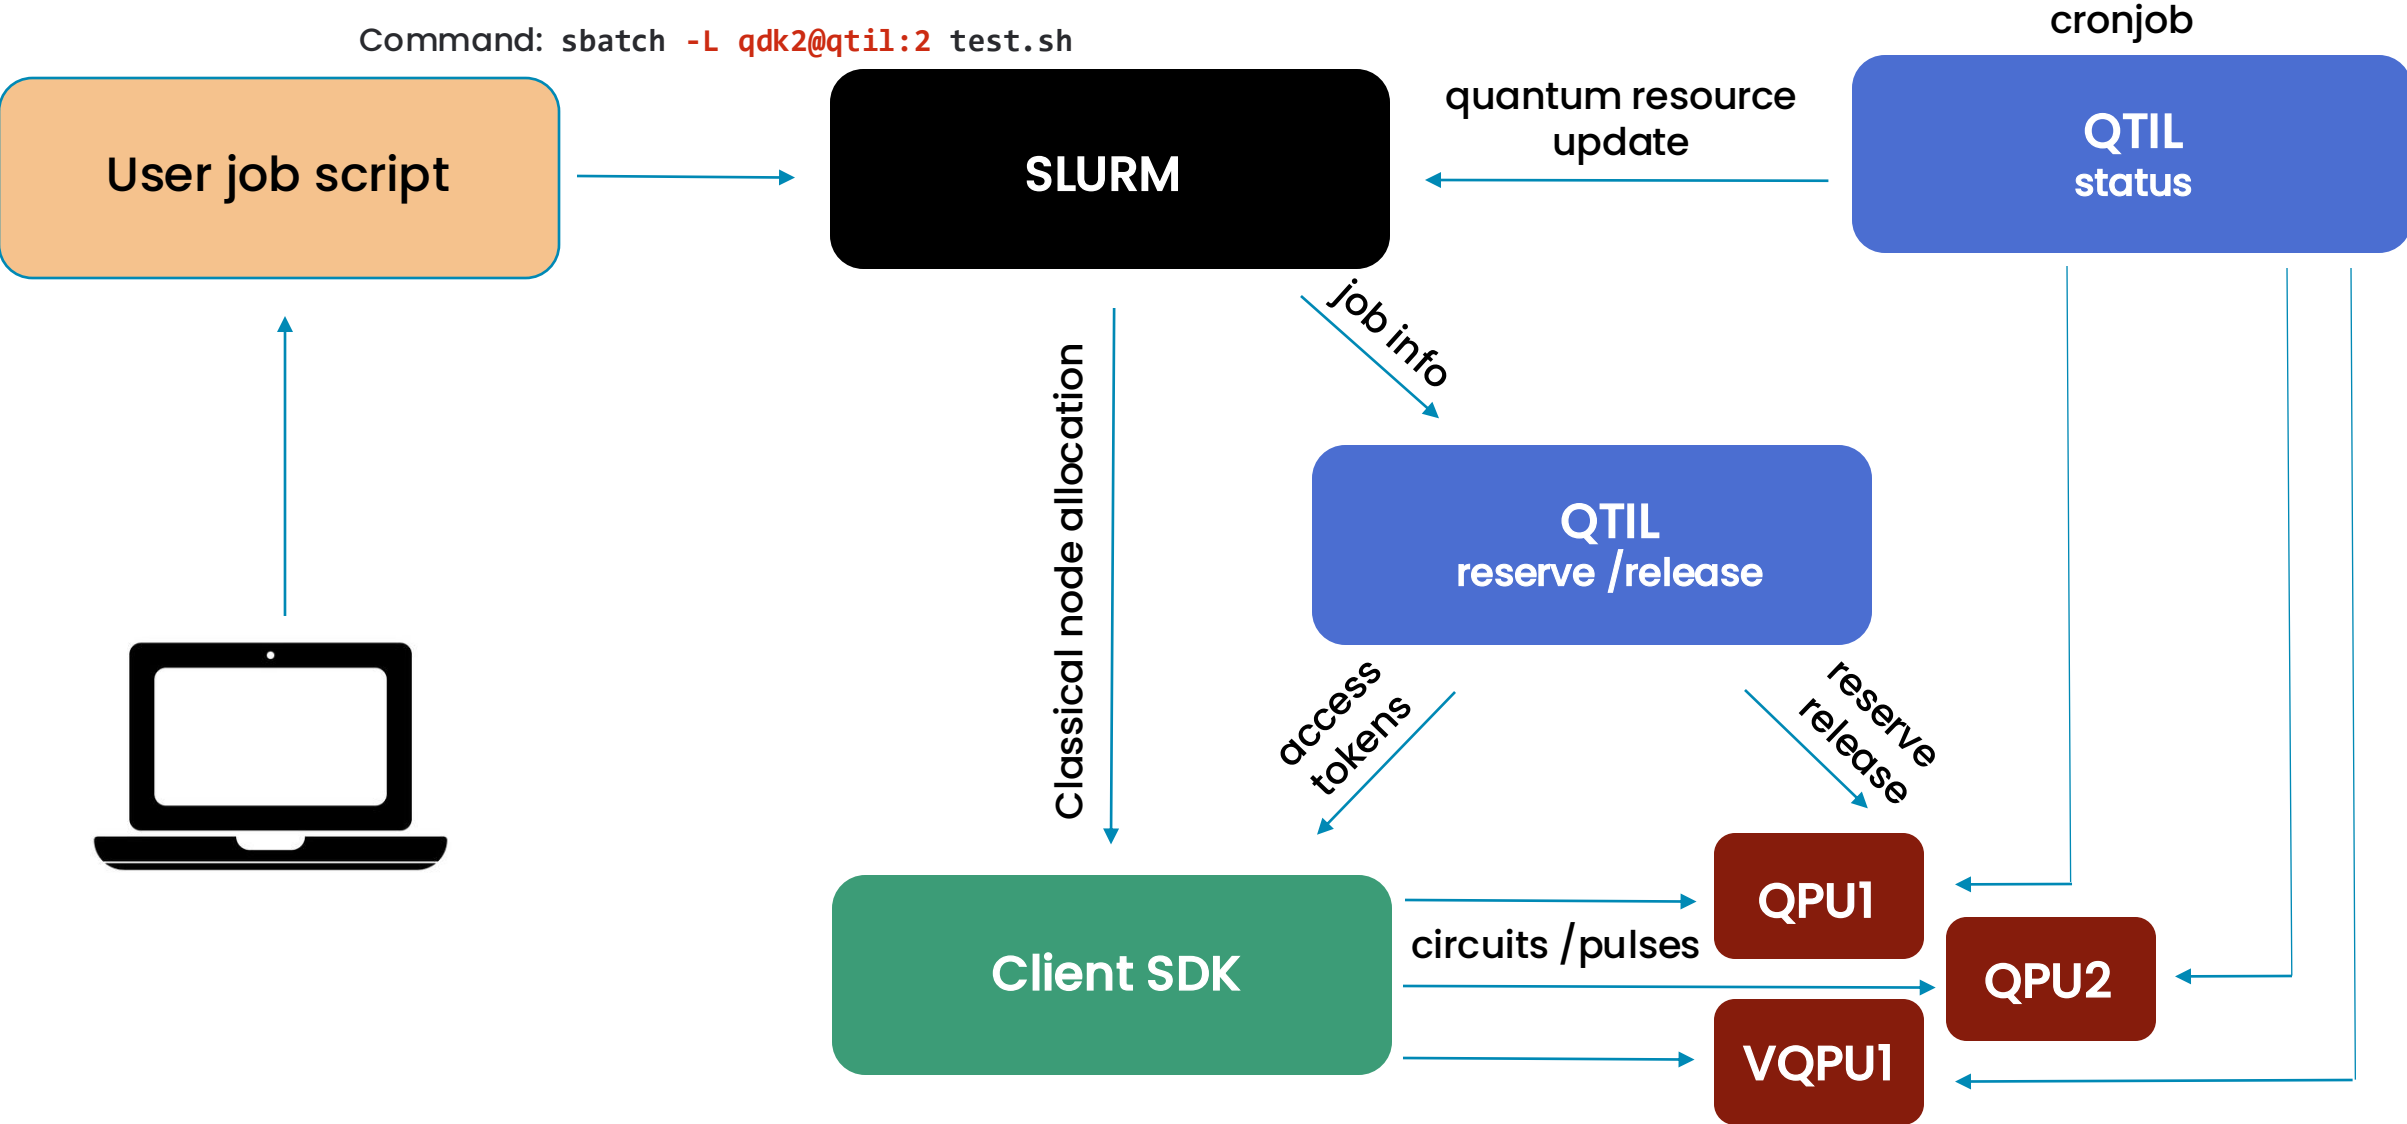 cronjob
Command: sbatch -L qdk2@qtil:2 test.sh
User job script
SLURM
quantum resource
update
QTIL
status
job info
Classical node allocation
QTIL
reserve /release
access
tokens
reserve
release
Client SDK
circuits /pulses
QPU1
QPU2
VQPU1